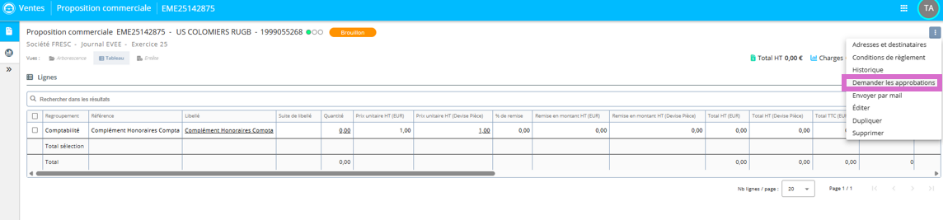 Ventes Proposition commerciale EME25142875 TA
Proposition commerciale EME25142875 - US COLOMIERS RUGB - 1999055268 Brouillon
Société FRESC - Journal EVEE - Exercice 25
Vues : Arborescence Tableau Entête Total HT 0,00 € Charges
Adresses et destinataires
Conditions de règlement
Historique
Demander les approbations
Envoyer par mail
Éditer
Dupliquer
Supprimer
Lignes
Rechercher dans les résultats
Regroupement Référence Libellé Suite de libellé Quantité Prix unitaire HT (EUR) Prix unitaire HT (Devise Pièce) % de remise Remise en montant HT (EUR) Remise en montant HT (Devise Pièce) Total HT (EUR) Total HT (Devise Pièce) Total TTC (EU
Comptabilité Complément Honoraires Compta Complément Honoraires Compta 0,00 1,00 1,00 0,00 0,00 0,00 0,00 0,00
Total sélection
Total 0,00 0,00 0,00 0,00 0
Nb lignes / page : 20 Page 1 / 1